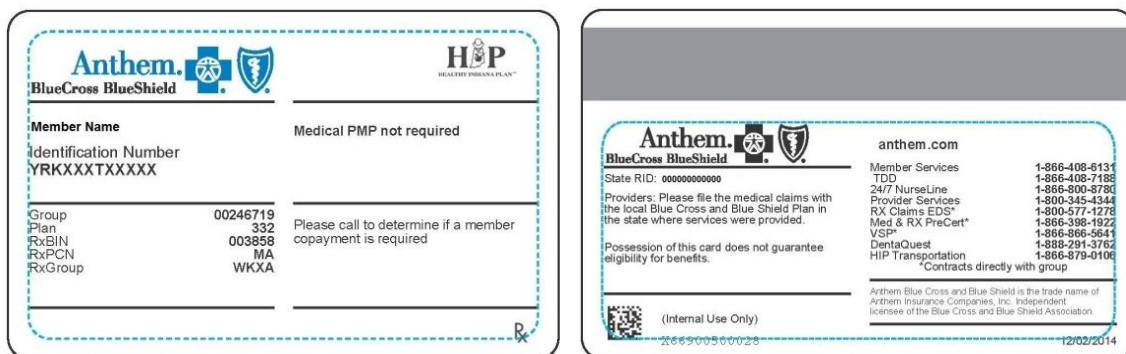 Anthem.
BlueCross BlueShield
HIP
HEALTHY INDIANA PLAN™
Member Name
Identification Number
YRKXXXTXXXXX
Medical PMP not required
Group 00246719
Plan 332
RxBIN 003858
RxPCN MA
RxGroup WKXA
Please call to determine if a member
copayment is required
Rx
Anthem.
BlueCross BlueShield
State RID: 000000000000
Providers: Please file the medical claims with
the local Blue Cross and Blue Shield Plan in
the state where services were provided.
Possession of this card does not guarantee
eligibility for benefits.
(Internal Use Only)
X66900500028
anthem.com
Member Services 1-866-408-6131
TDD 1-866-408-7188
24/7 NurseLine 1-866-800-8780
Provider Services 1-800-345-4344
RX Claims EDS* 1-800-577-1278
Med & RX PreCert* 1-866-398-1922
VSP* 1-866-866-5641
DentaQuest 1-888-291-3762
HIP Transportation 1-866-879-0106
*Contracts directly with group
Anthem Blue Cross and Blue Shield is the trade name of
Anthem Insurance Companies, Inc. Independent
licensee of the Blue Cross and Blue Shield Association.
12/02/2014